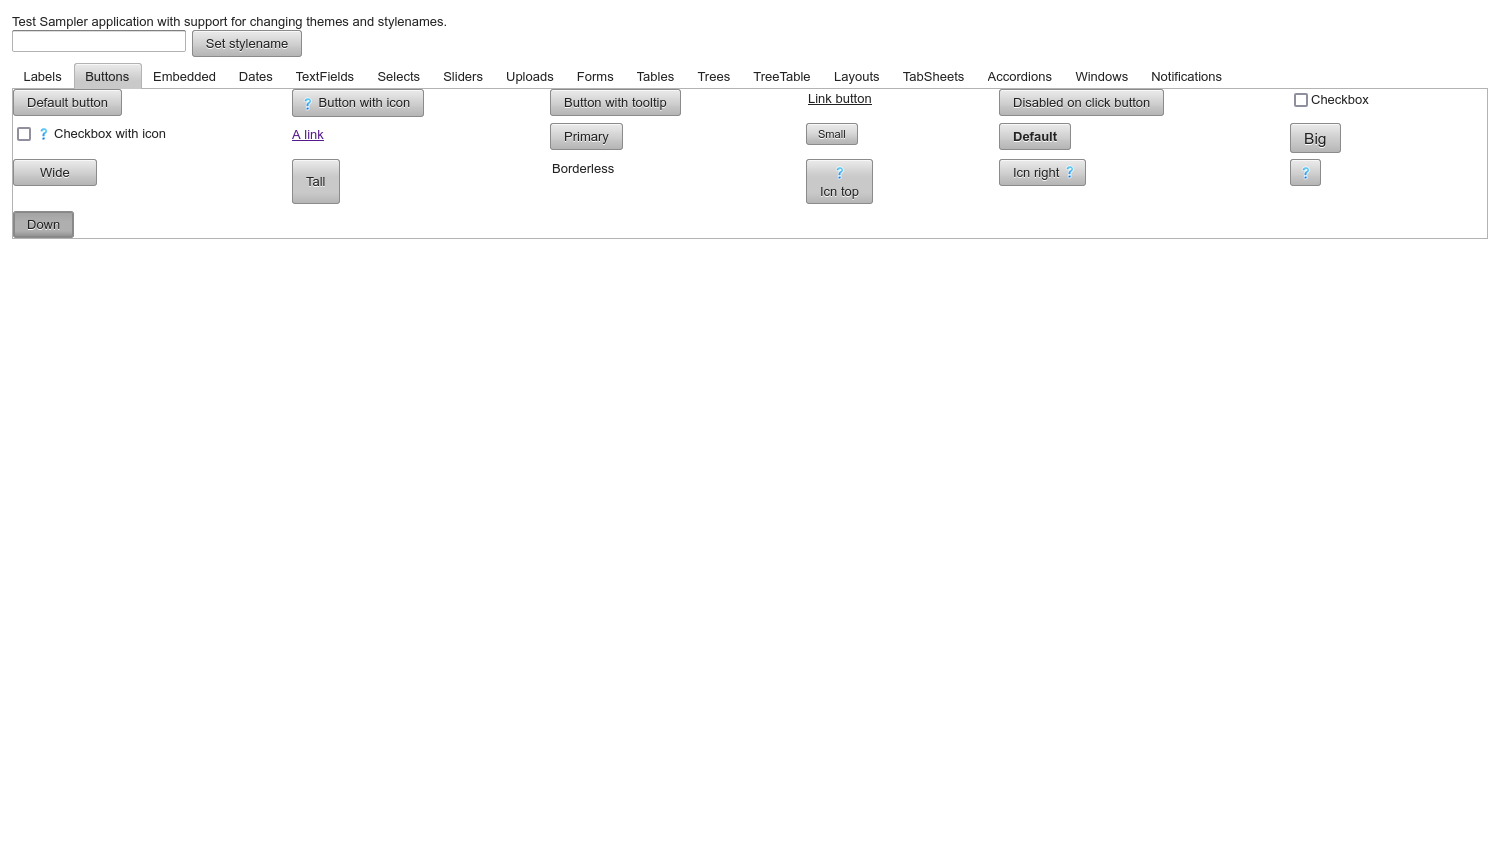 Test Sampler application with support for changing themes and stylenames.
Set stylename
Labels Buttons Embedded Dates TextFields Selects Sliders Uploads Forms Tables Trees TreeTable Layouts TabSheets Accordions Windows Notifications
Default button ? Button with icon Button with tooltip Link button Disabled on click button Checkbox
? Checkbox with icon A link Primary Small Default Big
Wide Tall Borderless ? Icn top Icn right ? ?
Down